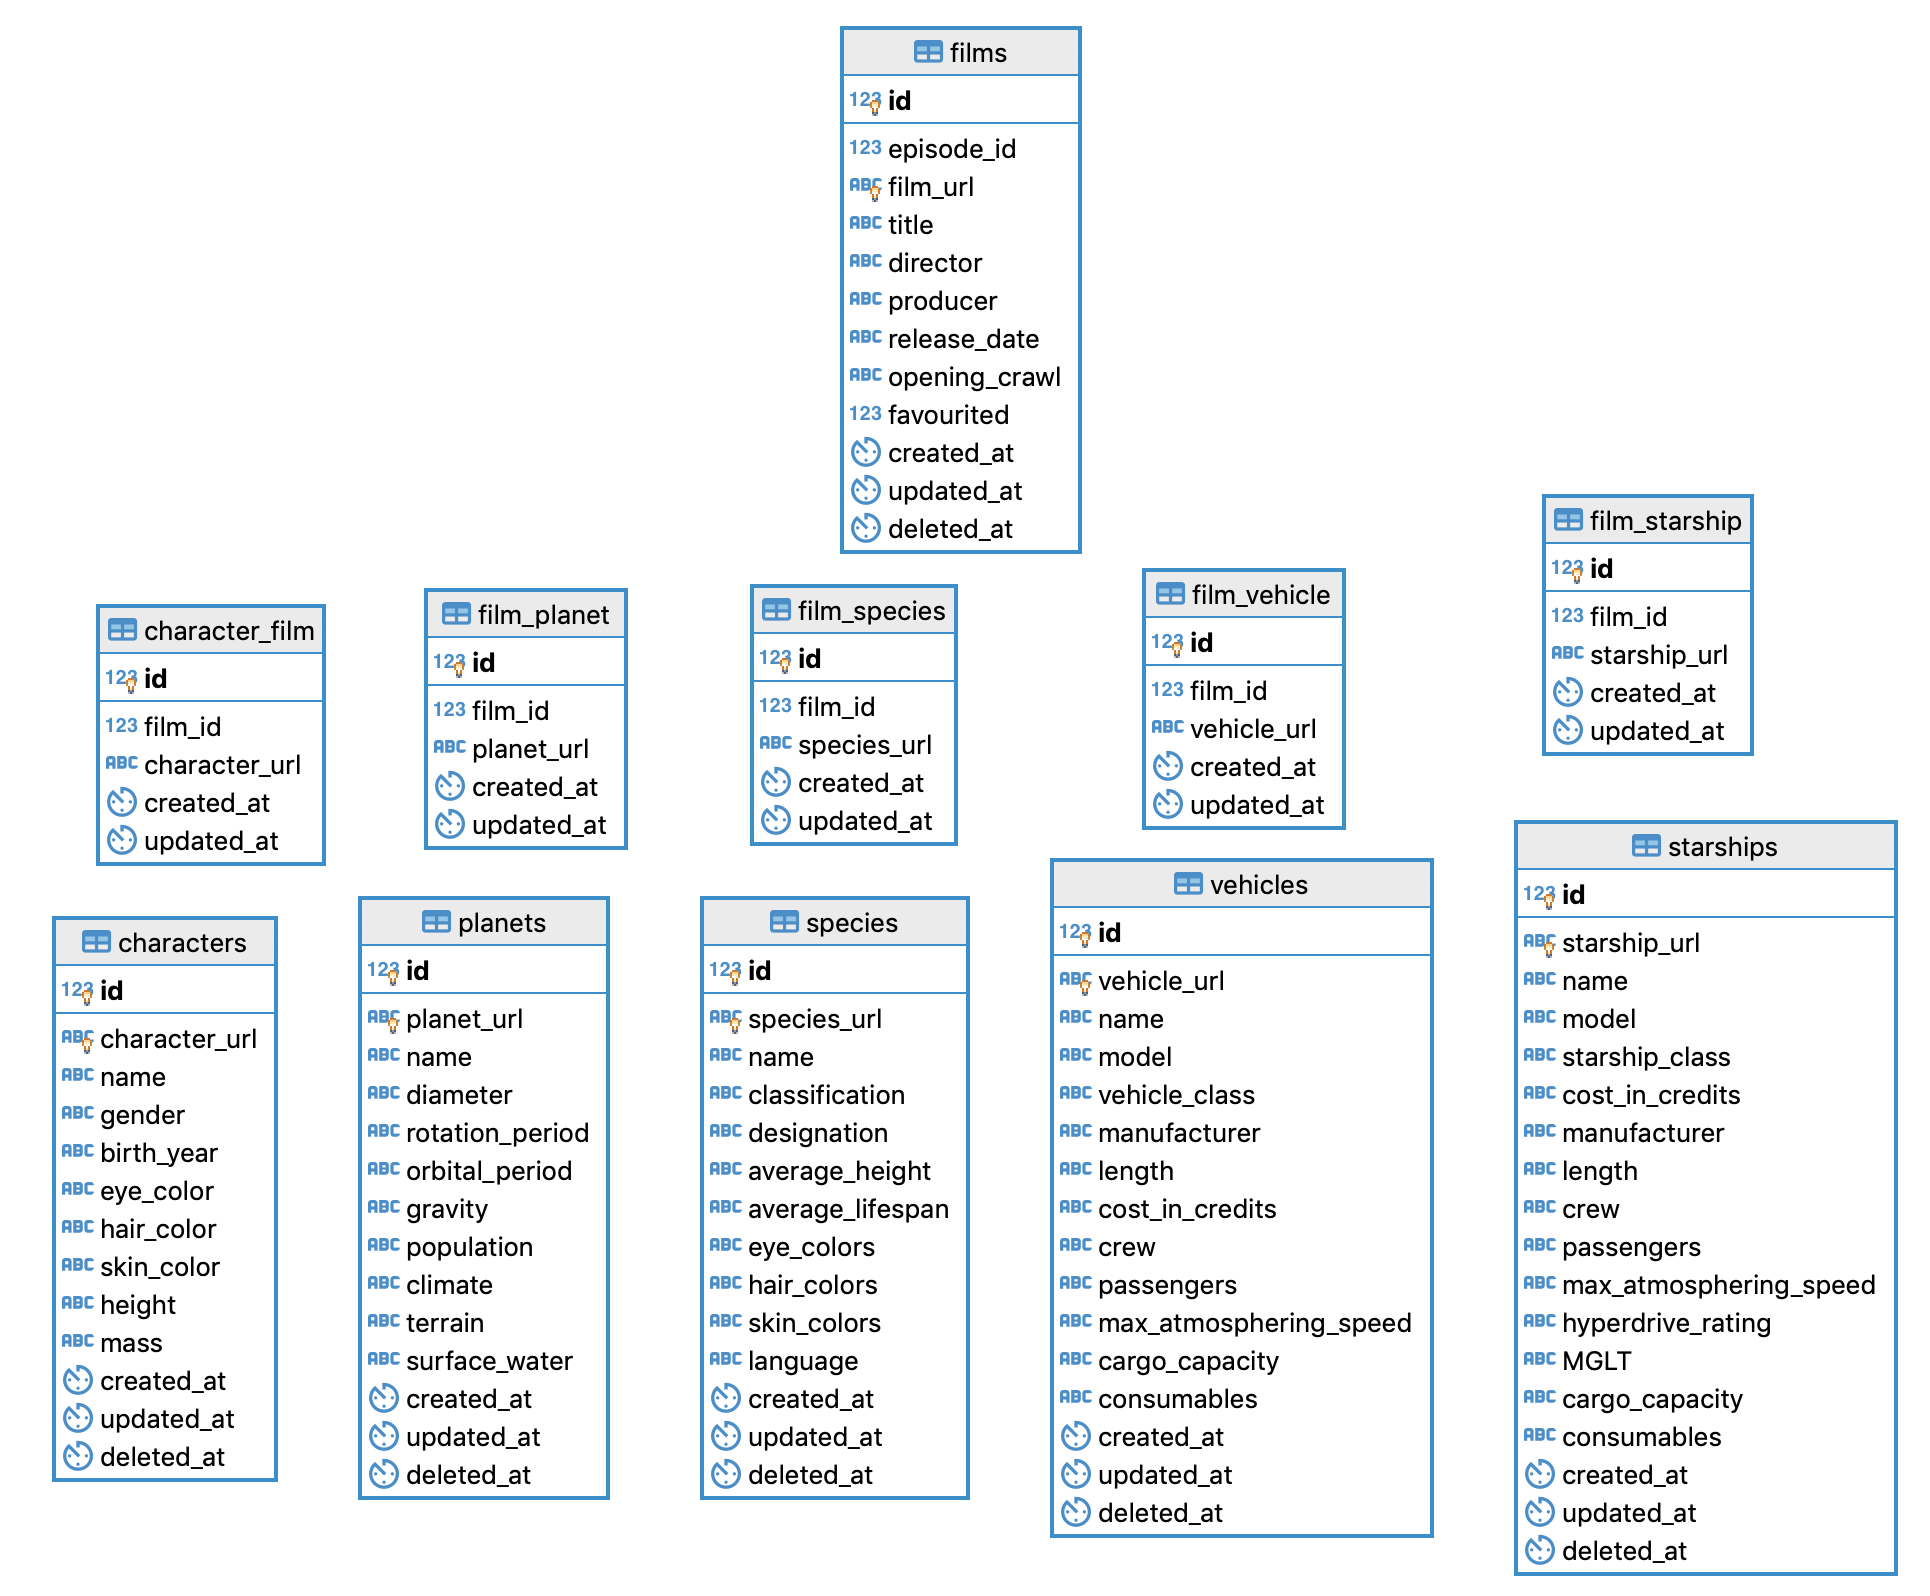 films
123 id
123 episode_id
ABC film_url
ABC title
ABC director
ABC producer
ABC release_date
ABC opening_crawl
123 favourited
created_at
updated_at
deleted_at
character_film
123 id
123 film_id
ABC character_url
created_at
updated_at
film_planet
123 id
123 film_id
ABC planet_url
created_at
updated_at
film_species
123 id
123 film_id
ABC species_url
created_at
updated_at
film_vehicle
123 id
123 film_id
ABC vehicle_url
created_at
updated_at
film_starship
123 id
123 film_id
ABC starship_url
created_at
updated_at
characters
123 id
ABC character_url
ABC name
ABC gender
ABC birth_year
ABC eye_color
ABC hair_color
ABC skin_color
ABC height
ABC mass
created_at
updated_at
deleted_at
planets
123 id
ABC planet_url
ABC name
ABC diameter
ABC rotation_period
ABC orbital_period
ABC gravity
ABC population
ABC climate
ABC terrain
ABC surface_water
created_at
updated_at
deleted_at
species
123 id
ABC species_url
ABC name
ABC classification
ABC designation
ABC average_height
ABC average_lifespan
ABC eye_colors
ABC hair_colors
ABC skin_colors
ABC language
created_at
updated_at
deleted_at
vehicles
123 id
ABC vehicle_url
ABC name
ABC model
ABC vehicle_class
ABC manufacturer
ABC length
ABC cost_in_credits
ABC crew
ABC passengers
ABC max_atmosphering_speed
ABC cargo_capacity
ABC consumables
created_at
updated_at
deleted_at
starships
123 id
ABC starship_url
ABC name
ABC model
ABC starship_class
ABC cost_in_credits
ABC manufacturer
ABC length
ABC crew
ABC passengers
ABC max_atmosphering_speed
ABC hyperdrive_rating
ABC MGLT
ABC cargo_capacity
ABC consumables
created_at
updated_at
deleted_at